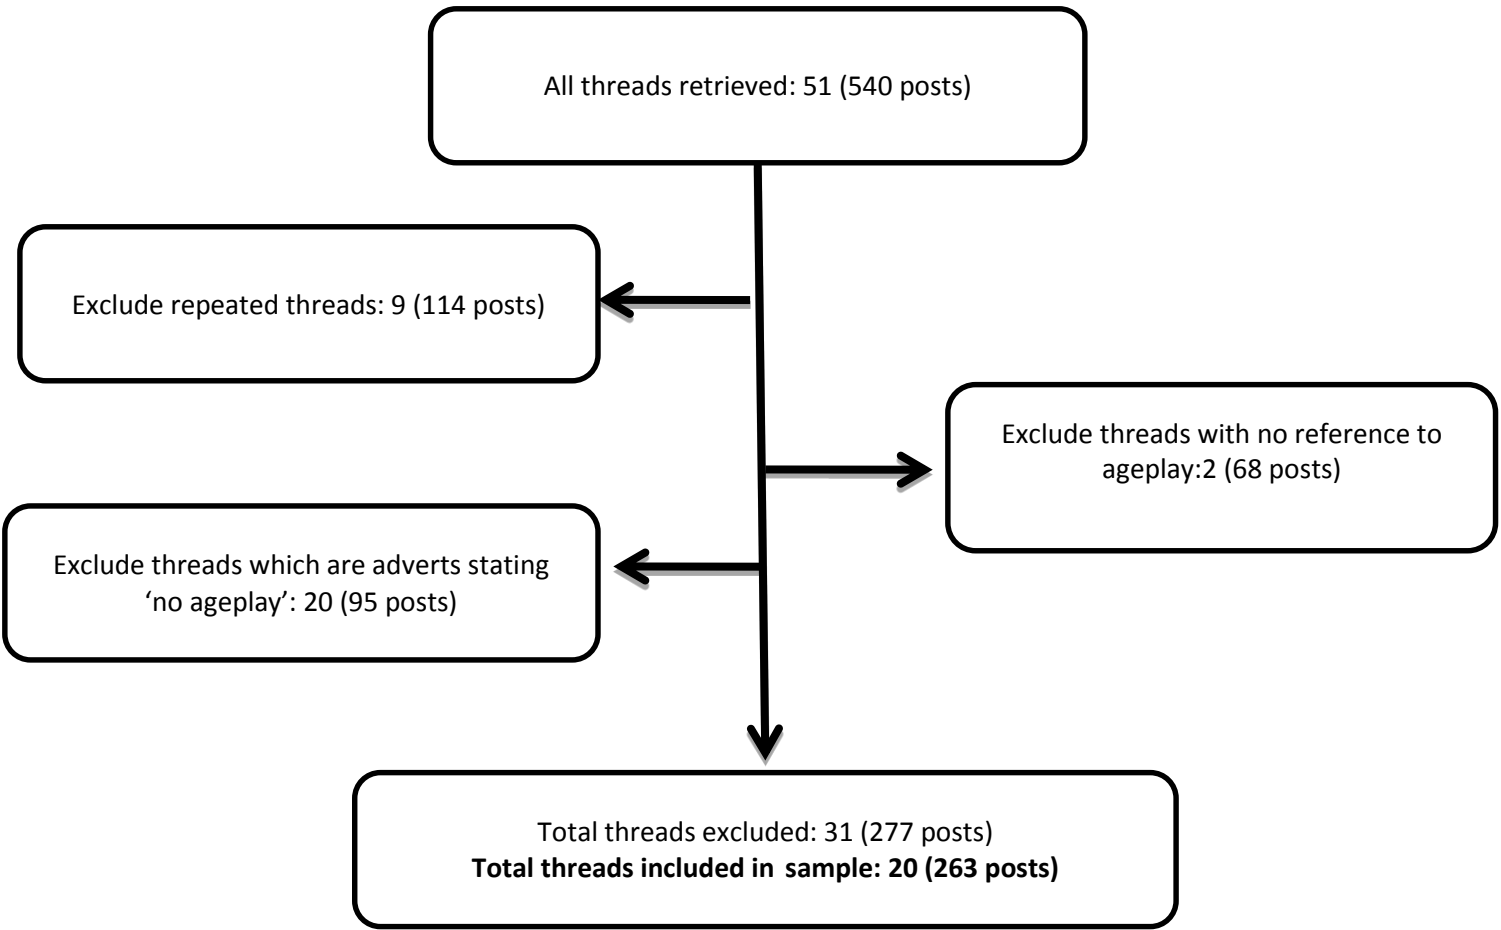 All threads retrieved: 51 (540 posts)
Exclude repeated threads: 9 (114 posts)
Exclude threads with no reference to
ageplay:2 (68 posts)
Exclude threads which are adverts stating
‘no ageplay’: 20 (95 posts)
Total threads excluded: 31 (277 posts)
Total threads included in sample: 20 (263 posts)